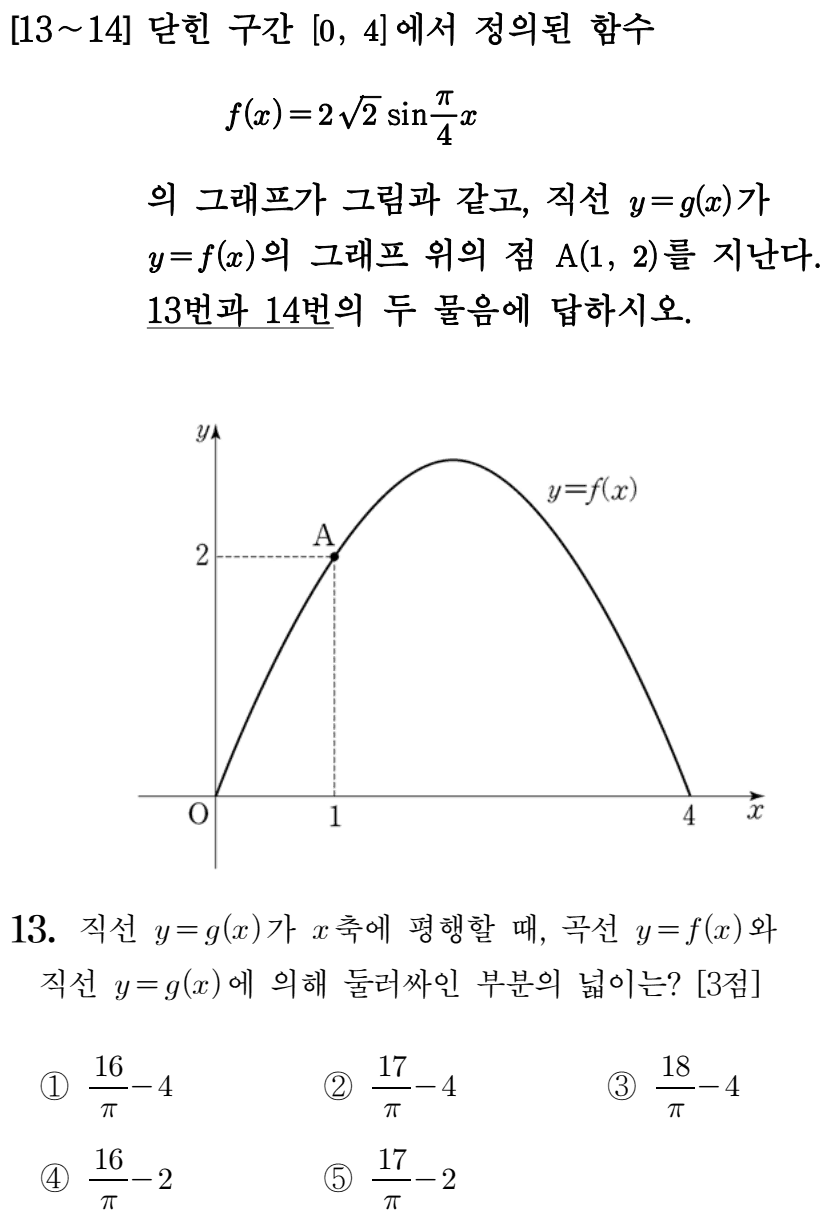 [13~14] 닫힌 구간 [0, 4]에서 정의된 함수
f(x)=2√2 sin π/4 x
의 그래프가 그림과 같고, 직선 y=g(x)가
y=f(x)의 그래프 위의 점 A(1, 2)를 지난다.
13번과 14번의 두 물음에 답하시오.
y
y=f(x)
A
2
O 1 4 x
13. 직선 y=g(x)가 x축에 평행할 때, 곡선 y=f(x)와
직선 y=g(x)에 의해 둘러싸인 부분의 넓이는? [3점]
① 16/π-4 ② 17/π-4 ③ 18/π-4
④ 16/π-2 ⑤ 17/π-2